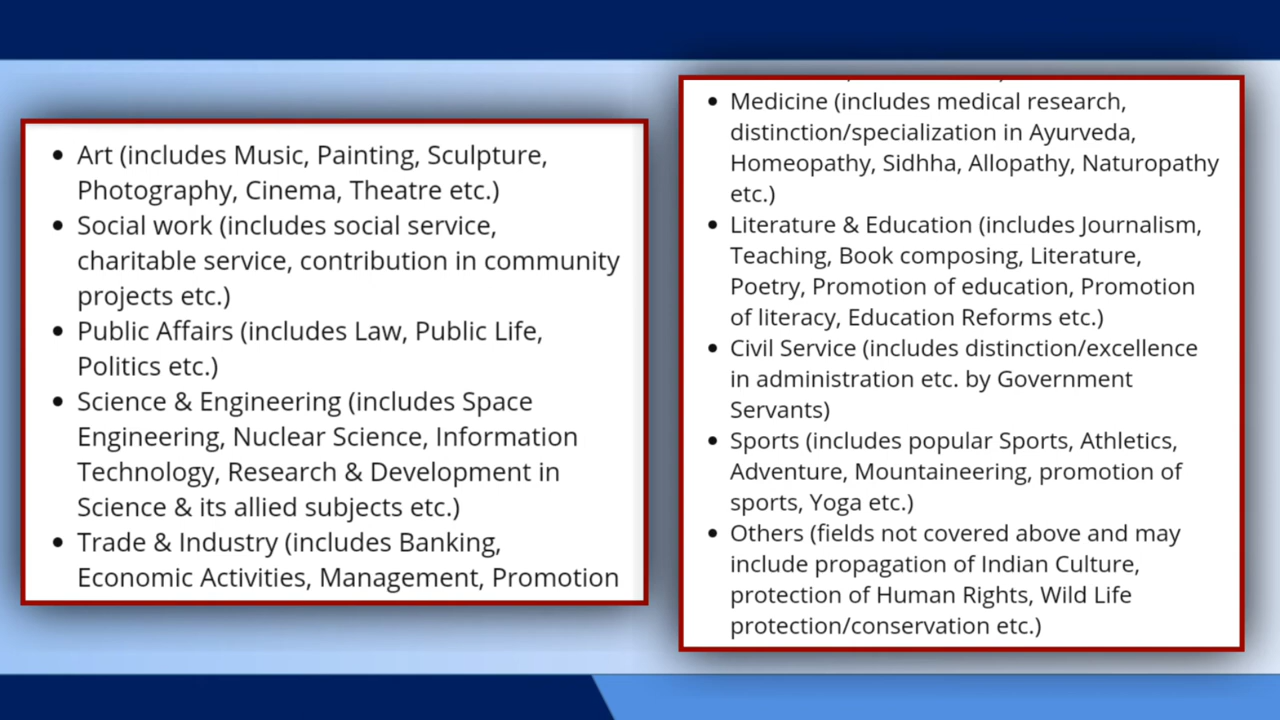 • Art (includes Music, Painting, Sculpture,
Photography, Cinema, Theatre etc.)
• Social work (includes social service,
charitable service, contribution in community
projects etc.)
• Public Affairs (includes Law, Public Life,
Politics etc.)
• Science & Engineering (includes Space
Engineering, Nuclear Science, Information
Technology, Research & Development in
Science & its allied subjects etc.)
• Trade & Industry (includes Banking,
Economic Activities, Management, Promotion
• Medicine (includes medical research,
distinction/specialization in Ayurveda,
Homeopathy, Sidhha, Allopathy, Naturopathy
etc.)
• Literature & Education (includes Journalism,
Teaching, Book composing, Literature,
Poetry, Promotion of education, Promotion
of literacy, Education Reforms etc.)
• Civil Service (includes distinction/excellence
in administration etc. by Government
Servants)
• Sports (includes popular Sports, Athletics,
Adventure, Mountaineering, promotion of
sports, Yoga etc.)
• Others (fields not covered above and may
include propagation of Indian Culture,
protection of Human Rights, Wild Life
protection/conservation etc.)